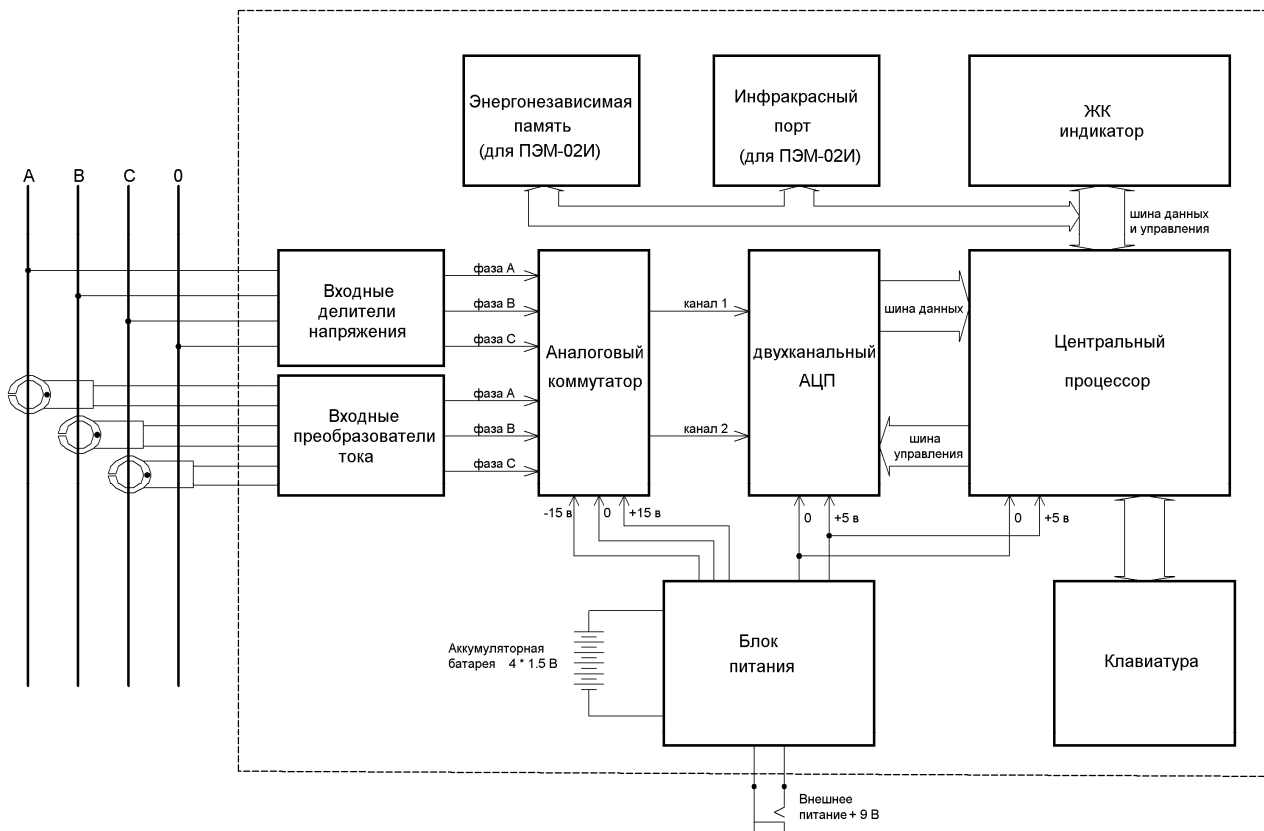 Энергонезависимая
память
(для ПЭМ-02И)
Инфракрасный
порт
(для ПЭМ-02И)
ЖК
индикатор
A
B
C
0
шина данных
и управления
Входные
делители
напряжения
фаза A
фаза B
фаза C
Аналоговый
коммутатор
канал 1
канал 2
двухканальный
АЦП
шина данных
шина
управления
Центральный
процессор
Входные
преобразователи
тока
фаза A
фаза B
фаза C
-15 в
0
+15 в
0
+5 в
0
+5 в
Аккумуляторная
батарея 4 * 1.5 В
Блок
питания
Клавиатура
Внешнее
питание + 9 В